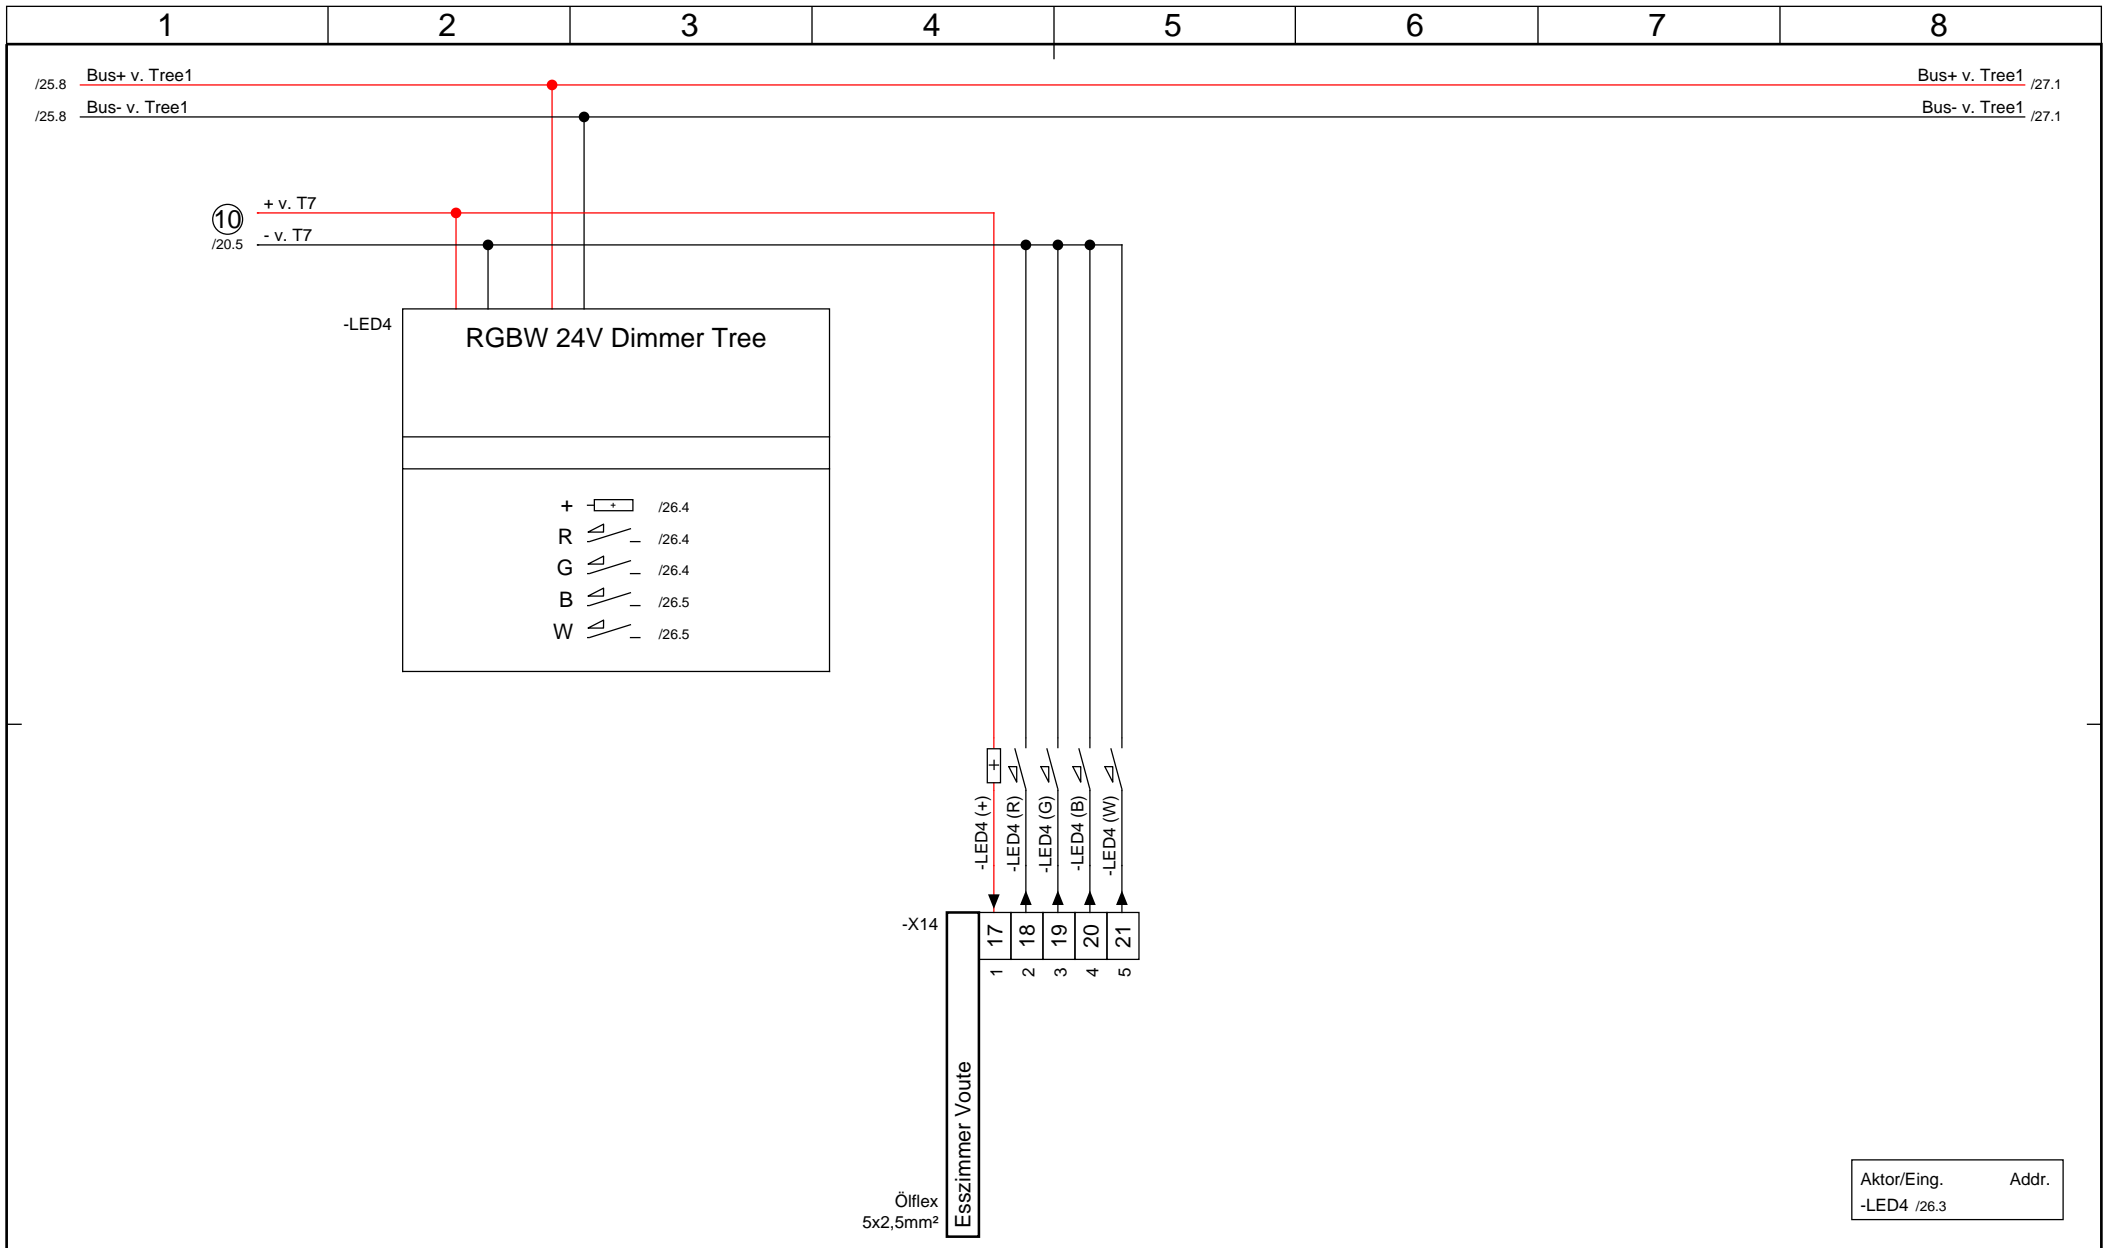 1 2 3 4 5 6 7 8
/25.8 Bus+ v. Tree1 Bus+ v. Tree1 /27.1
/25.8 Bus- v. Tree1 Bus- v. Tree1 /27.1
10 + v. T7
/20.5 - v. T7
-LED4 RGBW 24V Dimmer Tree
+ + /26.4
R /26.4
G /26.4
B /26.5
W /26.5
+
-LED4 (+)
-LED4 (R)
-LED4 (G)
-LED4 (B)
-LED4 (W)
-X14 17 18 19 20 21
1 2 3 4 5
Esszimmer Voute
Ölflex
5x2,5mm²
Aktor/Eing. Addr.
-LED4 /26.3